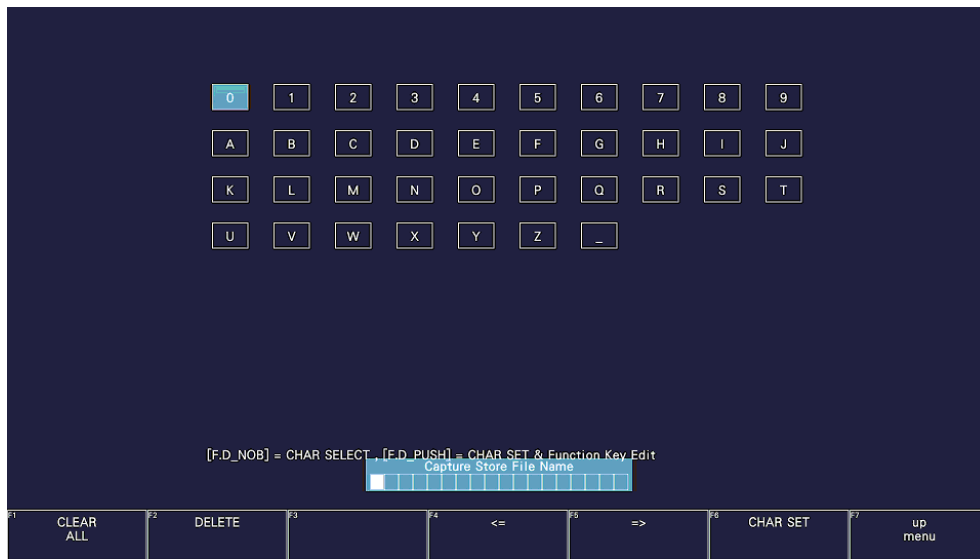 0 1 2 3 4 5 6 7 8 9
A B C D E F G H I J
K L M N O P Q R S T
U V W X Y Z _
[F.D_NOB] = CHAR SELECT , [F.D_PUSH] = CHAR SET & Function Key Edit
Capture Store File Name
F1 CLEAR ALL
F2 DELETE
F3
F4 <=
F5 =>
F6 CHAR SET
F7 up menu